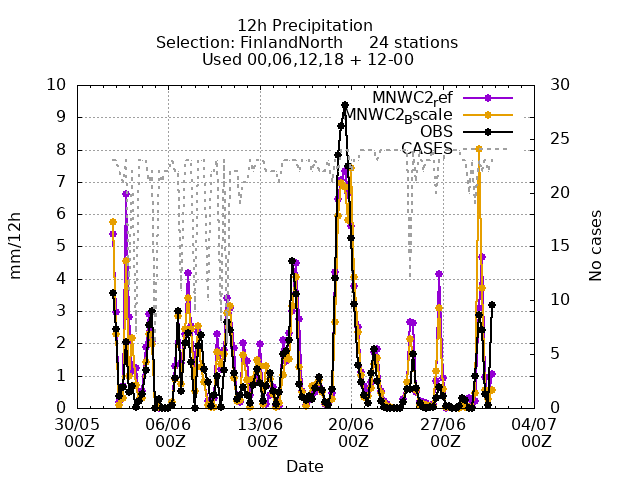 12h Precipitation
Selection: FinlandNorth 24 stations
Used 00,06,12,18 + 12-00
10
9
8
7
6
5
4
3
2
1
0
mm/12h
30
25
20
15
10
5
0
No cases
MNWC2ref
MNWC2Bscale
OBS
CASES
30/05 06/06 13/06 20/06 27/06 04/07
00Z 00Z 00Z 00Z 00Z 00Z
Date